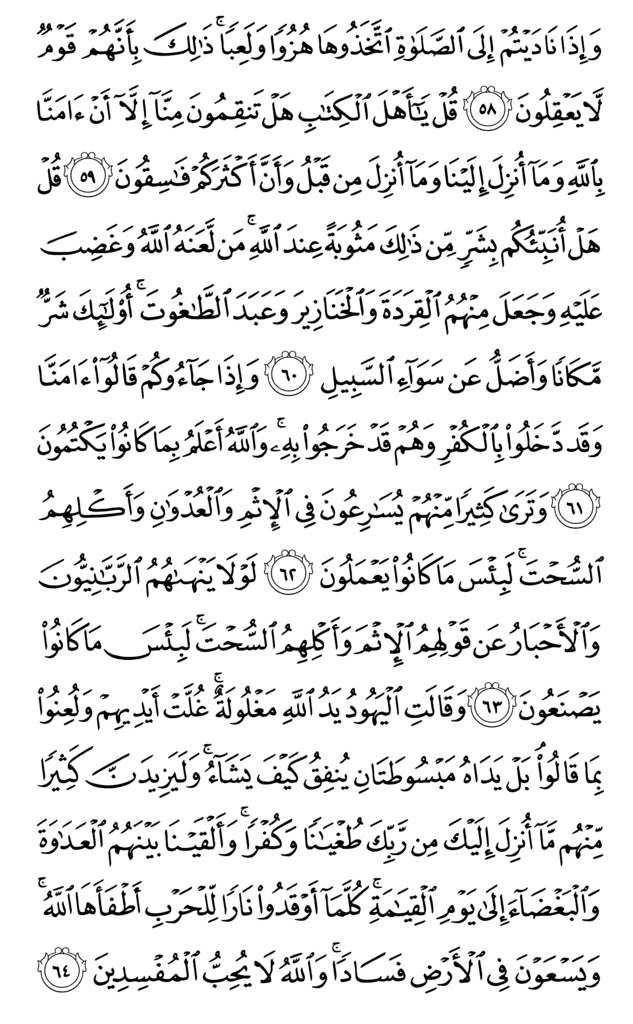 وَإِذَا نَادَيْتُمْ إِلَى ٱلصَّلَوٰةِ ٱتَّخَذُوهَا هُزُوًا وَلَعِبًا ۚ ذَٰلِكَ بِأَنَّهُمْ قَوْمٌ
لَّا يَعْقِلُونَ ٥٨ قُلْ يَـٰٓأَهْلَ ٱلْكِتَـٰبِ هَلْ تَنقِمُونَ مِنَّآ إِلَّآ أَنْ ءَامَنَّا
بِٱللَّهِ وَمَآ أُنزِلَ إِلَيْنَا وَمَآ أُنزِلَ مِن قَبْلُ وَأَنَّ أَكْثَرَكُمْ فَـٰسِقُونَ ٥٩ قُلْ
هَلْ أُنَبِّئُكُم بِشَرٍّ مِّن ذَٰلِكَ مَثُوبَةً عِندَ ٱللَّهِ ۚ مَن لَّعَنَهُ ٱللَّهُ وَغَضِبَ
عَلَيْهِ وَجَعَلَ مِنْهُمُ ٱلْقِرَدَةَ وَٱلْخَنَازِيرَ وَعَبَدَ ٱلطَّـٰغُوتَ ۚ أُو۟لَـٰٓئِكَ شَرٌّ
مَّكَانًا وَأَضَلُّ عَن سَوَآءِ ٱلسَّبِيلِ ٦٠ وَإِذَا جَآءُوكُمْ قَالُوٓا۟ ءَامَنَّا
وَقَد دَّخَلُوا۟ بِٱلْكُفْرِ وَهُمْ قَدْ خَرَجُوا۟ بِهِۦ ۚ وَٱللَّهُ أَعْلَمُ بِمَا كَانُوا۟ يَكْتُمُونَ
٦١ وَتَرَىٰ كَثِيرًا مِّنْهُمْ يُسَـٰرِعُونَ فِى ٱلْإِثْمِ وَٱلْعُدْوَٰنِ وَأَكْلِهِمُ
ٱلسُّحْتَ ۚ لَبِئْسَ مَا كَانُوا۟ يَعْمَلُونَ ٦٢ لَوْلَا يَنْهَىٰهُمُ ٱلرَّبَّـٰنِيُّونَ
وَٱلْأَحْبَارُ عَن قَوْلِهِمُ ٱلْإِثْمَ وَأَكْلِهِمُ ٱلسُّحْتَ ۚ لَبِئْسَ مَا كَانُوا۟
يَصْنَعُونَ ٦٣ وَقَالَتِ ٱلْيَهُودُ يَدُ ٱللَّهِ مَغْلُولَةٌ ۚ غُلَّتْ أَيْدِيهِمْ وَلُعِنُوا۟
بِمَا قَالُوا۟ ۘ بَلْ يَدَاهُ مَبْسُوطَتَانِ يُنفِقُ كَيْفَ يَشَآءُ ۚ وَلَيَزِيدَنَّ كَثِيرًا
مِّنْهُم مَّآ أُنزِلَ إِلَيْكَ مِن رَّبِّكَ طُغْيَـٰنًا وَكُفْرًا ۚ وَأَلْقَيْنَا بَيْنَهُمُ ٱلْعَدَٰوَةَ
وَٱلْبَغْضَآءَ إِلَىٰ يَوْمِ ٱلْقِيَـٰمَةِ ۚ كُلَّمَآ أَوْقَدُوا۟ نَارًا لِّلْحَرْبِ أَطْفَأَهَا ٱللَّهُ ۚ
وَيَسْعَوْنَ فِى ٱلْأَرْضِ فَسَادًا ۚ وَٱللَّهُ لَا يُحِبُّ ٱلْمُفْسِدِينَ ٦٤